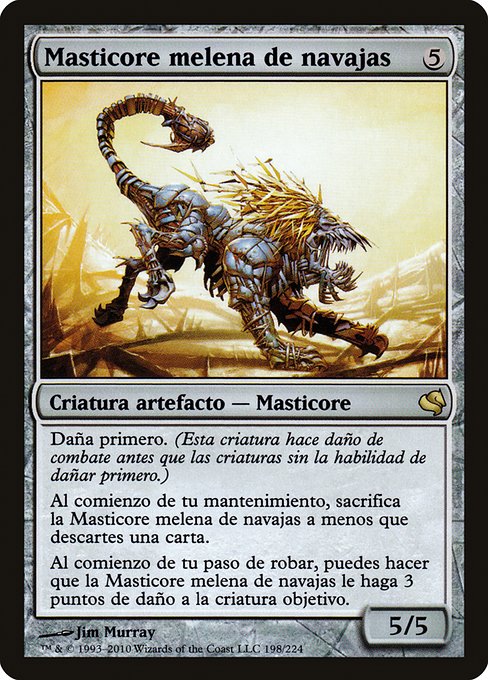 Masticore melena de navajas 5
Criatura artefacto — Masticore
Daña primero. (Esta criatura hace daño de
combate antes que las criaturas sin la habilidad de
dañar primero.)
Al comienzo de tu mantenimiento, sacrifica
la Masticore melena de navajas a menos que
descartes una carta.
Al comienzo de tu paso de robar, puedes hacer
que la Masticore melena de navajas le haga 3
puntos de daño a la criatura objetivo.
5/5
Jim Murray
™ & © 1993–2010 Wizards of the Coast LLC 198/224